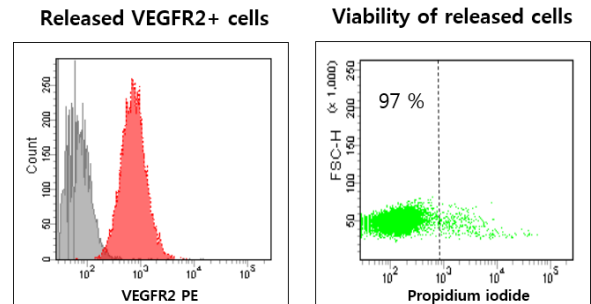 Released VEGFR2+ cells
Viability of released cells
Count
0 50 100 150 200 250
10² 10³ 10⁴ 10⁵
VEGFR2 PE
97 %
FSC-H (x 1,000)
50 100 150 200 250
10² 10³ 10⁴ 10⁵
Propidium iodide